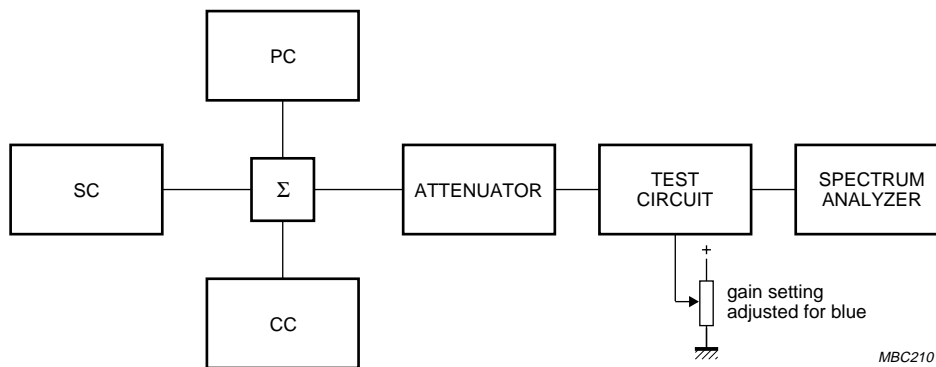 PC
SC
Σ
ATTENUATOR
TEST
CIRCUIT
SPECTRUM
ANALYZER
CC
+
gain setting
adjusted for blue
MBC210